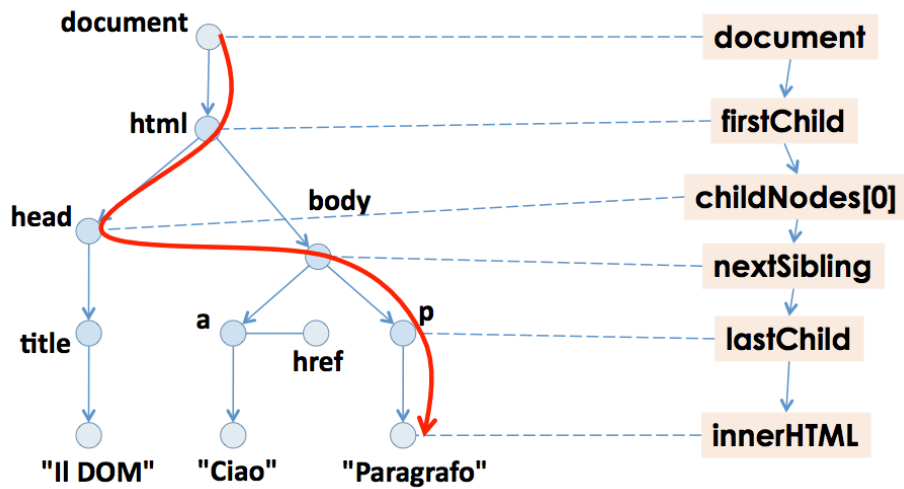 document
document
html
firstChild
head
body
childNodes[0]
nextSibling
title
a
href
p
lastChild
"Il DOM"
"Ciao"
"Paragrafo"
innerHTML